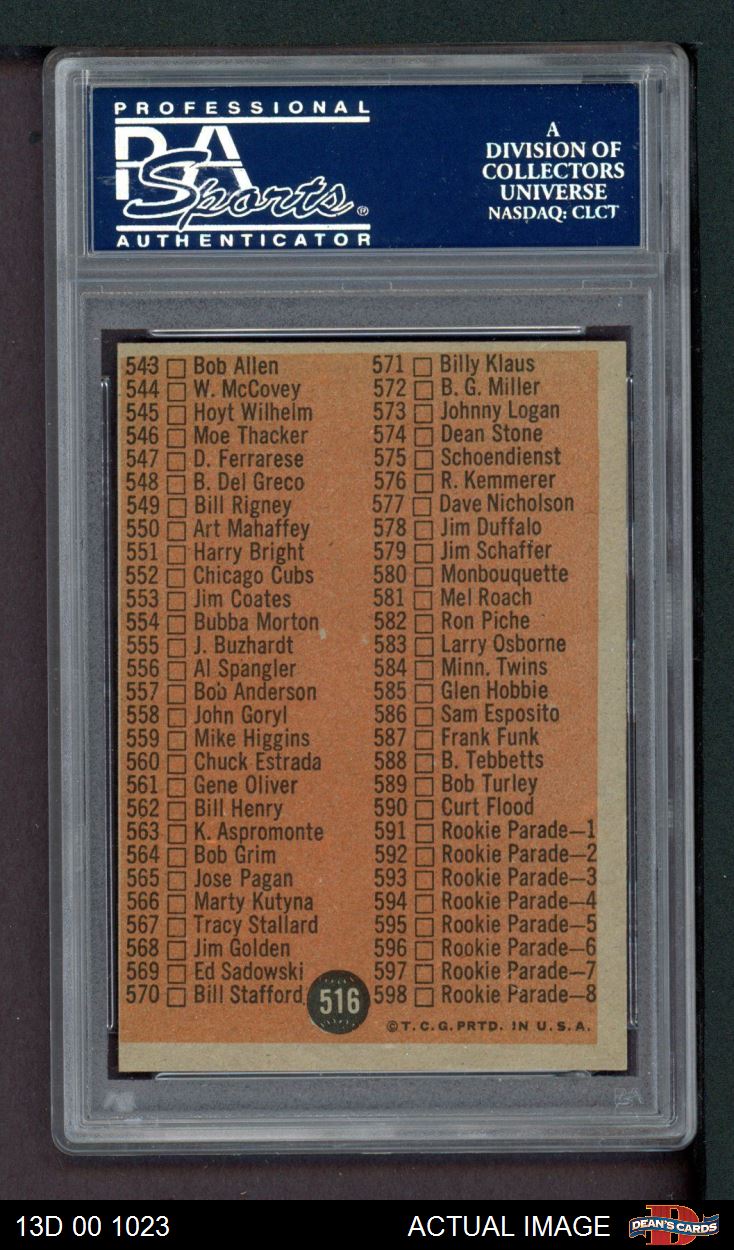 PROFESSIONAL
PSA
Sports®
AUTHENTICATOR
A
DIVISION OF
COLLECTORS
UNIVERSE
NASDAQ: CLCT
543 Bob Allen
544 W. McCovey
545 Hoyt Wilhelm
546 Moe Thacker
547 D. Ferrarese
548 B. Del Greco
549 Bill Rigney
550 Art Mahaffey
551 Harry Bright
552 Chicago Cubs
553 Jim Coates
554 Bubba Morton
555 J. Buzhardt
556 Al Spangler
557 Bob Anderson
558 John Goryl
559 Mike Higgins
560 Chuck Estrada
561 Gene Oliver
562 Bill Henry
563 K. Aspromonte
564 Bob Grim
565 Jose Pagan
566 Marty Kutyna
567 Tracy Stallard
568 Jim Golden
569 Ed Sadowski
570 Bill Stafford
516
571 Billy Klaus
572 B. G. Miller
573 Johnny Logan
574 Dean Stone
575 Schoendienst
576 R. Kemmerer
577 Dave Nicholson
578 Jim Duffalo
579 Jim Schaffer
580 Monbouquette
581 Mel Roach
582 Ron Piche
583 Larry Osborne
584 Minn. Twins
585 Glen Hobbie
586 Sam Esposito
587 Frank Funk
588 B. Tebbetts
589 Bob Turley
590 Curt Flood
591 Rookie Parade—1
592 Rookie Parade—2
593 Rookie Parade—3
594 Rookie Parade—4
595 Rookie Parade—5
596 Rookie Parade—6
597 Rookie Parade—7
598 Rookie Parade—8
©T.C.G. PRTD. IN U.S.A.
PSA
13D 00 1023
ACTUAL IMAGE
DEAN'S CARDS